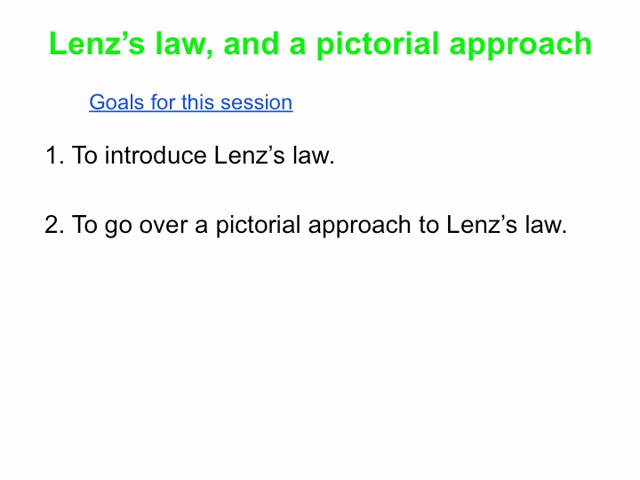 Lenz’s law, and a pictorial approach
Goals for this session
1. To introduce Lenz’s law.
2. To go over a pictorial approach to Lenz’s law.